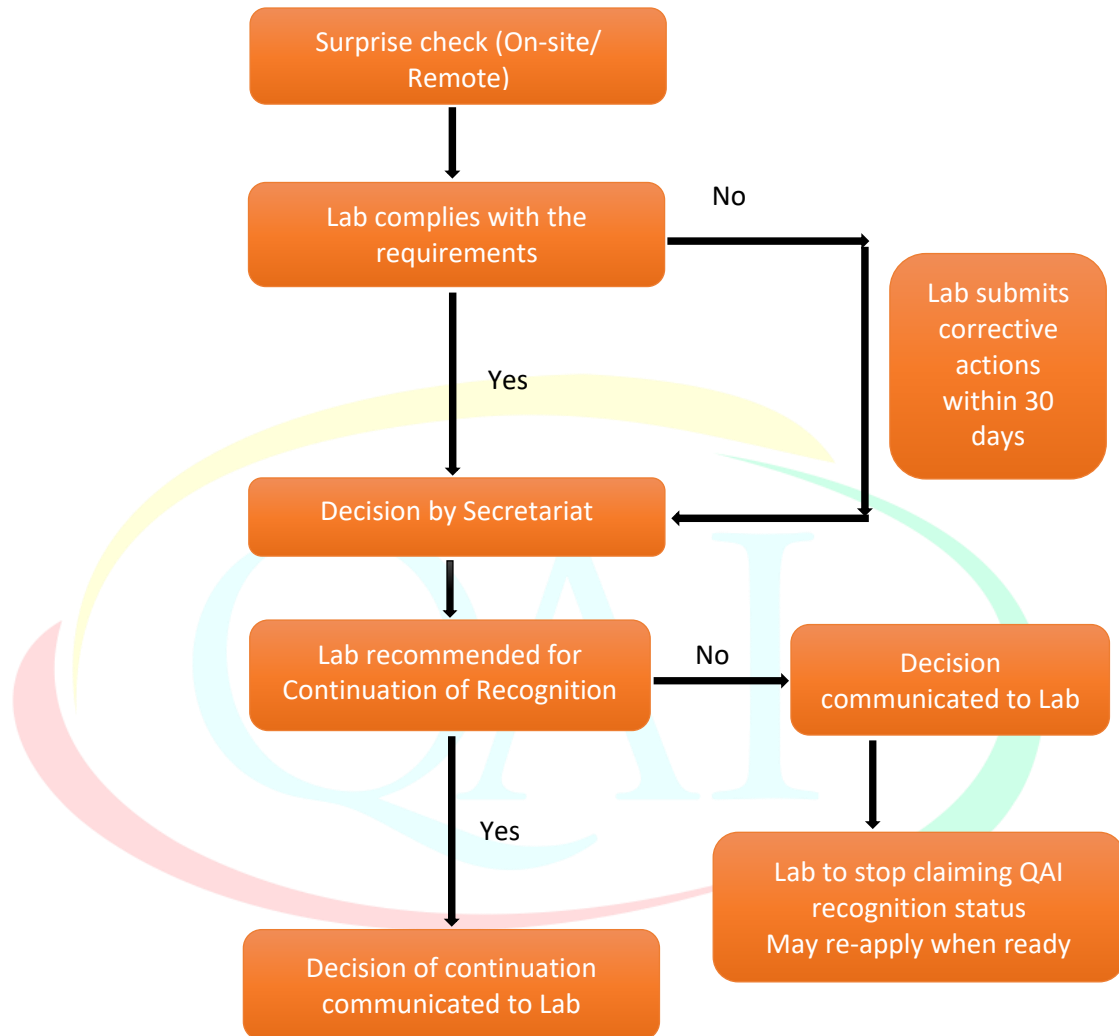 Surprise check (On-site/
Remote)
No
Lab complies with the
requirements
Lab submits
corrective
actions
within 30
days
Yes
Decision by Secretariat
QAI
Lab recommended for
Continuation of Recognition
No
Decision
communicated to Lab
Yes
Lab to stop claiming QAI
recognition status
May re-apply when ready
Decision of continuation
communicated to Lab